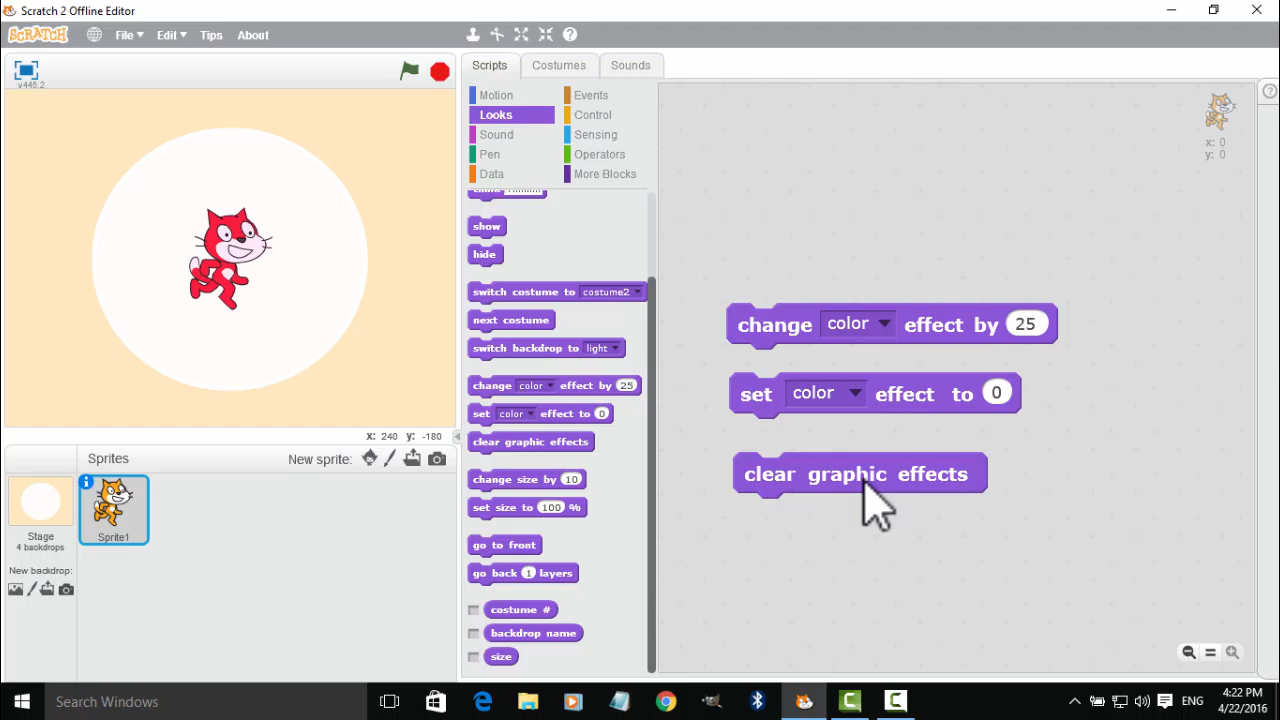 Scratch 2 Offline Editor
SCRATCH File Edit Tips About
v445.2
Scripts Costumes Sounds
Motion Events
Looks Control
Sound Sensing
Pen Operators
Data More Blocks
show
hide
switch costume to costume2
next costume
switch backdrop to light
change color effect by 25
set color effect to 0
clear graphic effects
change size by 10
set size to 100 %
go to front
go back 1 layers
costume #
backdrop name
size
x: 0
y: 0
change color effect by 25
set color effect to 0
clear graphic effects
x: 240 y: -180
Sprites New sprite:
Stage
4 backdrops
Sprite1
New backdrop:
Search Windows
ENG
4:22 PM
4/22/2016